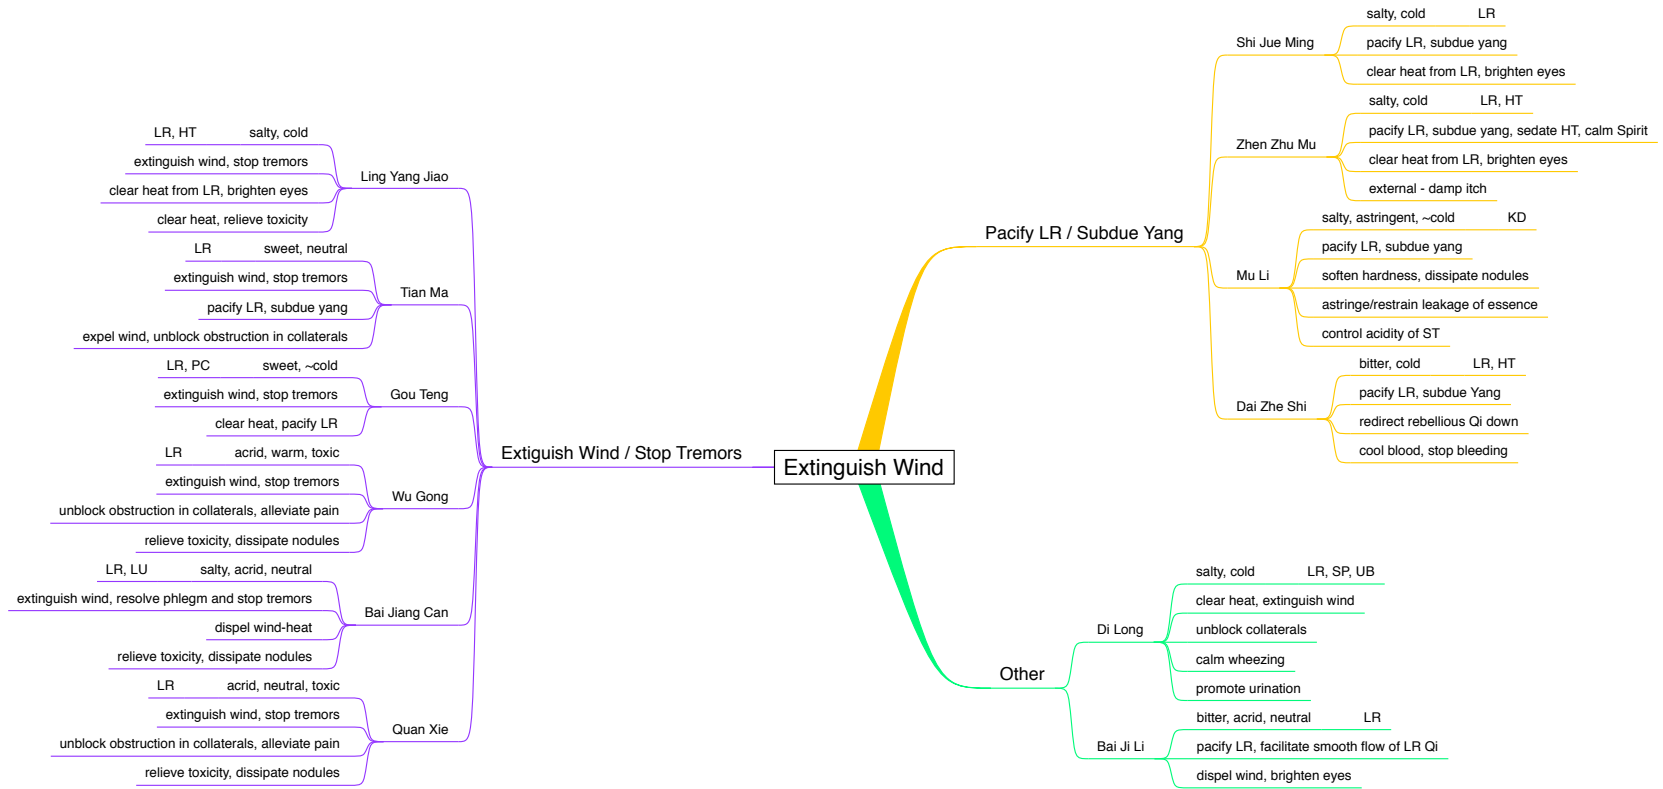 Extinguish Wind
Extiguish Wind / Stop Tremors
Ling Yang Jiao
LR, HT salty, cold
extinguish wind, stop tremors
clear heat from LR, brighten eyes
clear heat, relieve toxicity
Tian Ma
LR sweet, neutral
extinguish wind, stop tremors
pacify LR, subdue yang
expel wind, unblock obstruction in collaterals
Gou Teng
LR, PC sweet, ~cold
extinguish wind, stop tremors
clear heat, pacify LR
Wu Gong
LR acrid, warm, toxic
extinguish wind, stop tremors
unblock obstruction in collaterals, alleviate pain
relieve toxicity, dissipate nodules
Bai Jiang Can
LR, LU salty, acrid, neutral
extinguish wind, resolve phlegm and stop tremors
dispel wind-heat
relieve toxicity, dissipate nodules
Quan Xie
LR acrid, neutral, toxic
extinguish wind, stop tremors
unblock obstruction in collaterals, alleviate pain
relieve toxicity, dissipate nodules
Pacify LR / Subdue Yang
Shi Jue Ming
salty, cold LR
pacify LR, subdue yang
clear heat from LR, brighten eyes
Zhen Zhu Mu
salty, cold LR, HT
pacify LR, subdue yang, sedate HT, calm Spirit
clear heat from LR, brighten eyes
external - damp itch
Mu Li
salty, astringent, ~cold KD
pacify LR, subdue yang
soften hardness, dissipate nodules
astringe/restrain leakage of essence
control acidity of ST
Dai Zhe Shi
bitter, cold LR, HT
pacify LR, subdue Yang
redirect rebellious Qi down
cool blood, stop bleeding
Other
Di Long
salty, cold LR, SP, UB
clear heat, extinguish wind
unblock collaterals
calm wheezing
promote urination
Bai Ji Li
bitter, acrid, neutral LR
pacify LR, facilitate smooth flow of LR Qi
dispel wind, brighten eyes